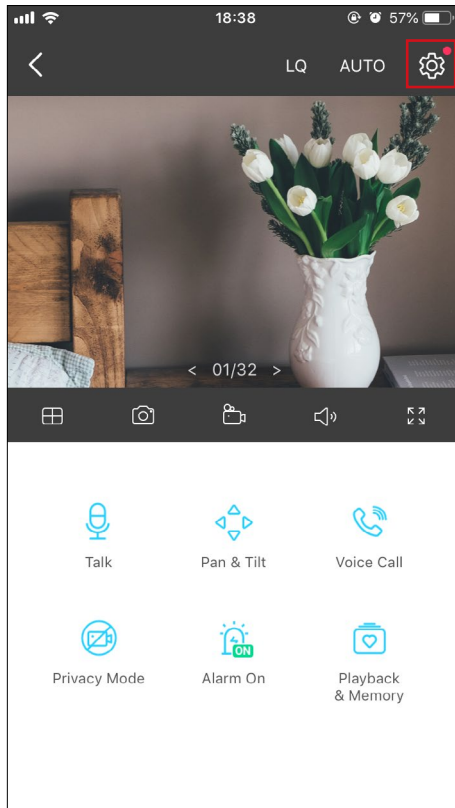 18:38
57%
LQ AUTO
< 01/32 >
Talk
Pan & Tilt
Voice Call
Privacy Mode
Alarm On
ON
Playback
& Memory